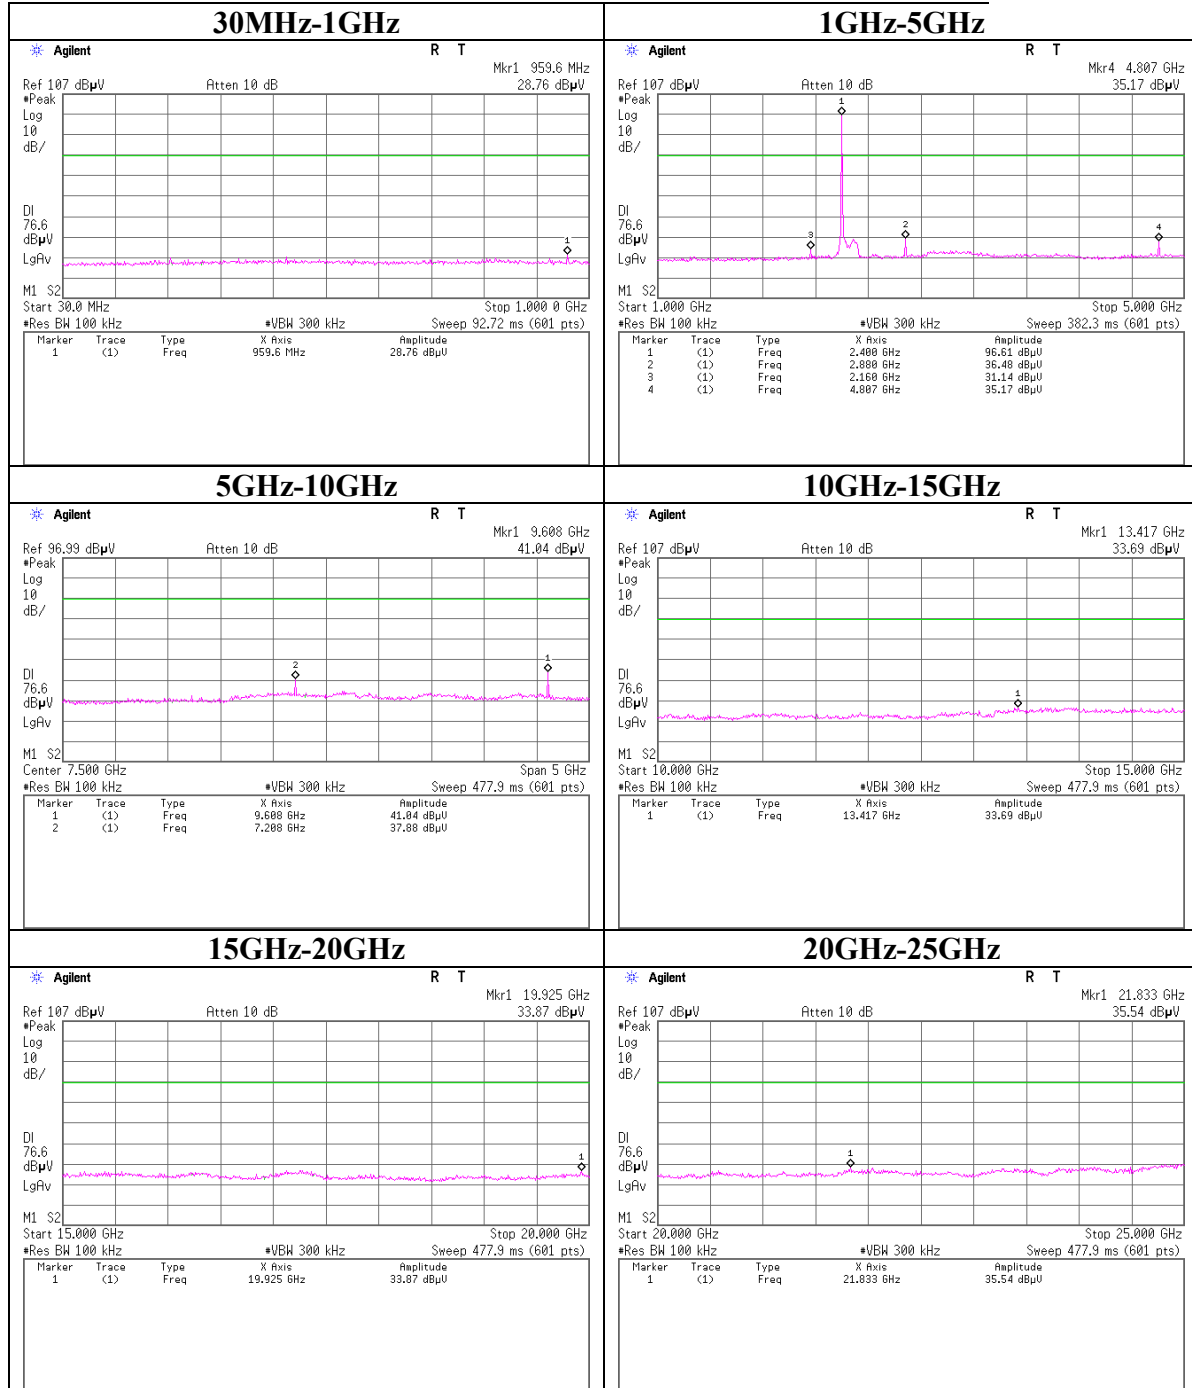 30MHz-1GHz
Agilent R T
Mkr1 959.6 MHz
Ref 107 dBµV Atten 10 dB 28.76 dBµV
#Peak
Log
10
dB/
1
DI
76.6
dBµV
LgAv
M1 S2
Start 30.0 MHz Stop 1.000 0 GHz
#Res BW 100 kHz #VBW 300 kHz Sweep 92.72 ms (601 pts)
Marker Trace Type X Axis Amplitude
1 (1) Freq 959.6 MHz 28.76 dBµV
1GHz-5GHz
Agilent R T
Mkr4 4.807 GHz
Ref 107 dBµV Atten 10 dB 35.17 dBµV
#Peak
Log
10
dB/
1
DI
76.6
dBµV
LgAv
3 2 4
M1 S2
Start 1.000 GHz Stop 5.000 GHz
#Res BW 100 kHz #VBW 300 kHz Sweep 382.3 ms (601 pts)
Marker Trace Type X Axis Amplitude
1 (1) Freq 2.400 GHz 96.61 dBµV
2 (1) Freq 2.880 GHz 36.48 dBµV
3 (1) Freq 2.160 GHz 31.14 dBµV
4 (1) Freq 4.807 GHz 35.17 dBµV
5GHz-10GHz
Agilent R T
Mkr1 9.608 GHz
Ref 96.99 dBµV Atten 10 dB 41.04 dBµV
#Peak
Log
10
dB/
2 1
DI
76.6
dBµV
LgAv
M1 S2
Center 7.500 GHz Span 5 GHz
#Res BW 100 kHz #VBW 300 kHz Sweep 477.9 ms (601 pts)
Marker Trace Type X Axis Amplitude
1 (1) Freq 9.608 GHz 41.04 dBµV
2 (1) Freq 7.208 GHz 37.88 dBµV
10GHz-15GHz
Agilent R T
Mkr1 13.417 GHz
Ref 107 dBµV Atten 10 dB 33.69 dBµV
#Peak
Log
10
dB/
DI
76.6
dBµV
LgAv
1
M1 S2
Start 10.000 GHz Stop 15.000 GHz
#Res BW 100 kHz #VBW 300 kHz Sweep 477.9 ms (601 pts)
Marker Trace Type X Axis Amplitude
1 (1) Freq 13.417 GHz 33.69 dBµV
15GHz-20GHz
Agilent R T
Mkr1 19.925 GHz
Ref 107 dBµV Atten 10 dB 33.87 dBµV
#Peak
Log
10
dB/
DI
76.6
dBµV
LgAv
1
M1 S2
Start 15.000 GHz Stop 20.000 GHz
#Res BW 100 kHz #VBW 300 kHz Sweep 477.9 ms (601 pts)
Marker Trace Type X Axis Amplitude
1 (1) Freq 19.925 GHz 33.87 dBµV
20GHz-25GHz
Agilent R T
Mkr1 21.833 GHz
Ref 107 dBµV Atten 10 dB 35.54 dBµV
#Peak
Log
10
dB/
DI
76.6
dBµV
LgAv
1
M1 S2
Start 20.000 GHz Stop 25.000 GHz
#Res BW 100 kHz #VBW 300 kHz Sweep 477.9 ms (601 pts)
Marker Trace Type X Axis Amplitude
1 (1) Freq 21.833 GHz 35.54 dBµV